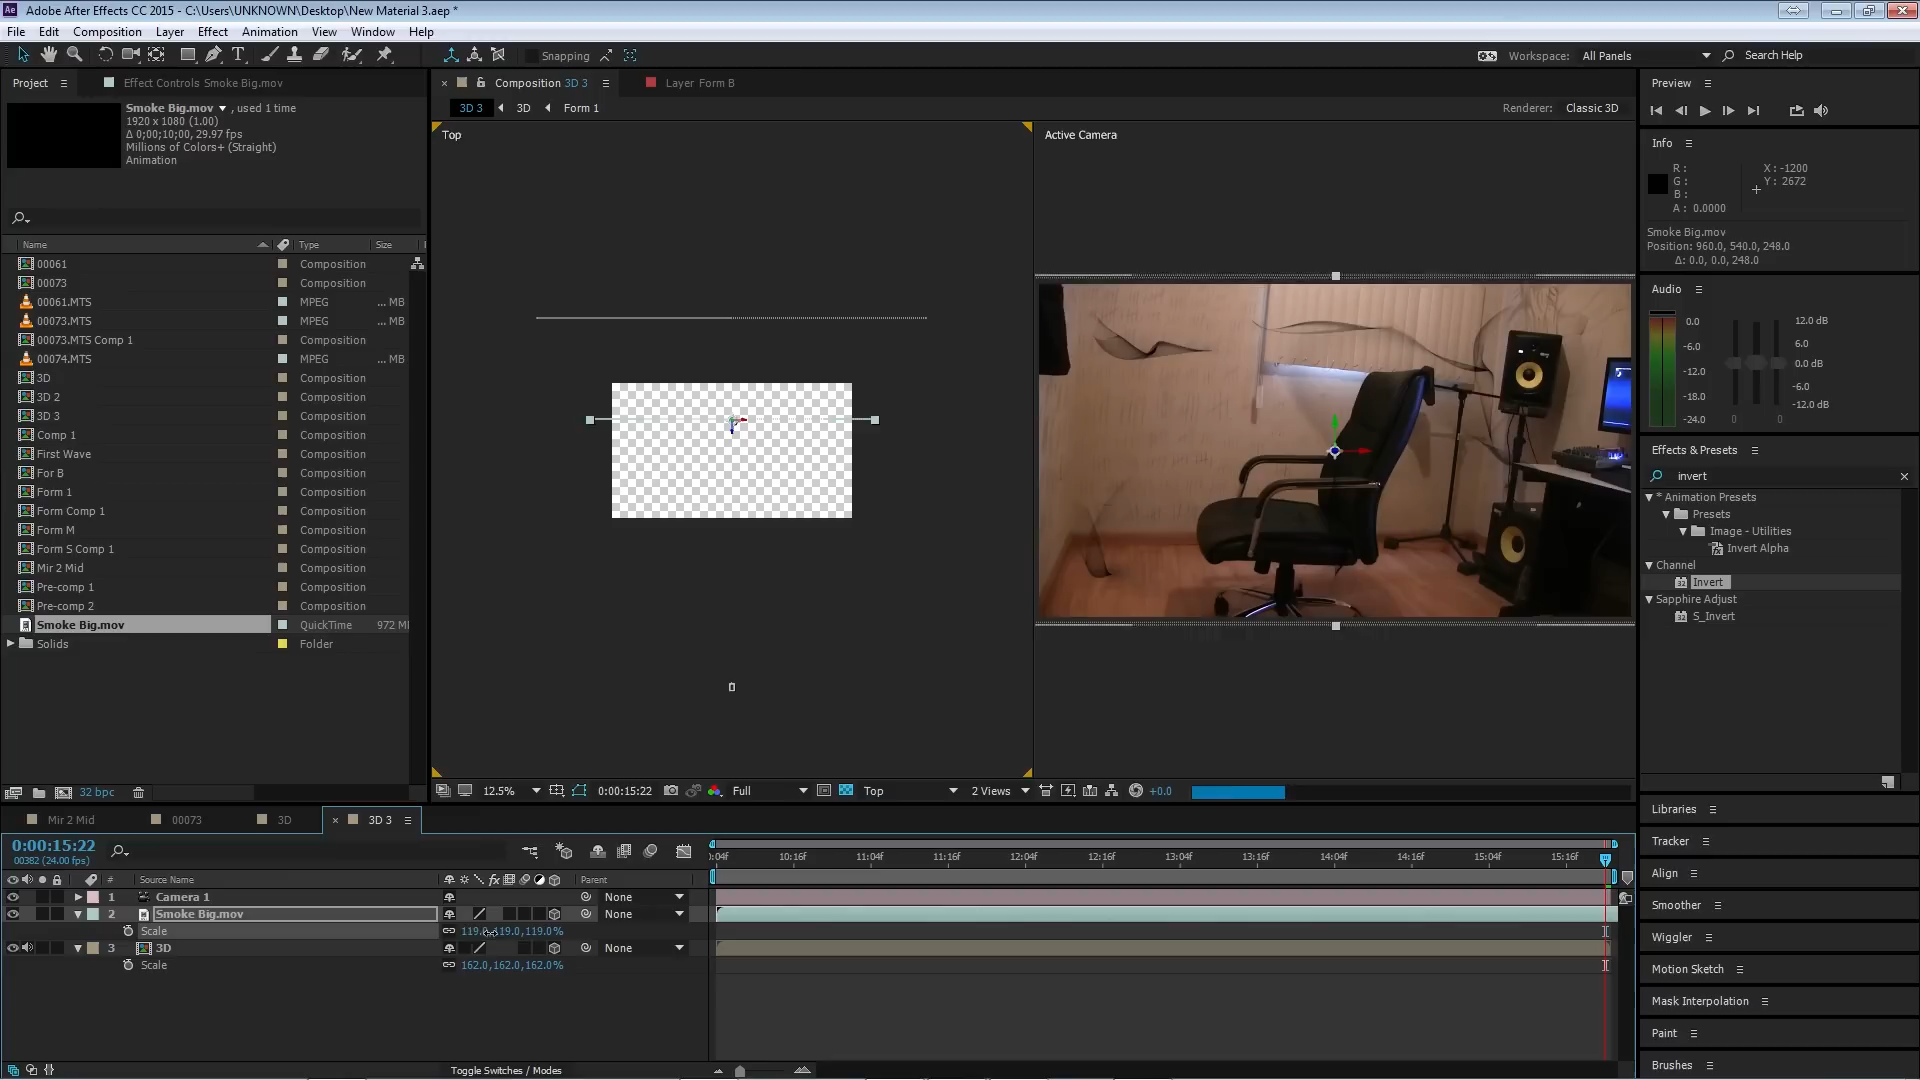 Adobe After Effects CC 2015 - C:\Users\UNKNOWN\Desktop\New Material 3.aep *
File Edit Composition Layer Effect Animation View Window Help
Snapping
Workspace: All Panels
Search Help
Project
Effect Controls Smoke Big.mov
Smoke Big.mov , used 1 time
1920 x 1080 (1.00)
Δ 0;00;10;00, 29.97 fps
Millions of Colors+ (Straight)
Animation
Name Type Size
00061 Composition
00073 Composition
00061.MTS MPEG ... MB
00073.MTS MPEG ... MB
00073.MTS Comp 1 Composition
00074.MTS MPEG ... MB
3D Composition
3D 2 Composition
3D 3 Composition
Comp 1 Composition
First Wave Composition
For B Composition
Form 1 Composition
Form Comp 1 Composition
Form M Composition
Form S Comp 1 Composition
Mir 2 Mid Composition
Pre-comp 1 Composition
Pre-comp 2 Composition
Smoke Big.mov QuickTime 972 M
Solids Folder
32 bpc
Composition 3D 3
Layer Form B
3D 3 3D Form 1
Renderer: Classic 3D
Top
Active Camera
12.5% 0:00:15:22 Full Top 2 Views +0.0
Preview
Info
R :
G :
B :
A : 0.0000
X : -1200
Y : 2672
Smoke Big.mov
Position: 960.0, 540.0, 248.0
Δ: 0.0, 0.0, 248.0
Audio
0.0
-6.0
-12.0
-18.0
-24.0
0 0
12.0 dB
6.0
0.0 dB
-6.0
-12.0 dB
Effects & Presets
invert
* Animation Presets
Presets
Image - Utilities
Invert Alpha
Channel
Invert
Sapphire Adjust
S_Invert
Libraries
Tracker
Align
Smoother
Wiggler
Motion Sketch
Mask Interpolation
Paint
Brushes
Mir 2 Mid 00073 3D 3D 3
0:00:15:22
00382 (24.00 fps)
:04f 10:16f 11:04f 11:16f 12:04f 12:16f 13:04f 13:16f 14:04f 14:16f 15:04f 15:16f
# Source Name Parent
1 Camera 1 None
2 Smoke Big.mov None
Scale 119.0,119.0,119.0%
3 3D None
Scale 162.0,162.0,162.0%
Toggle Switches / Modes